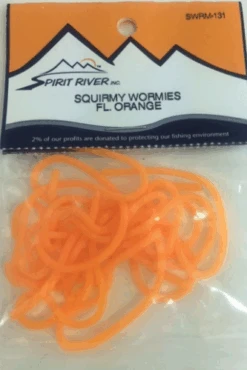 SWRM-131
SPIRIT RIVER INC.
SQUIRMY WORMIES
FL. ORANGE
2% of our profits are donated to protecting our fishing environment